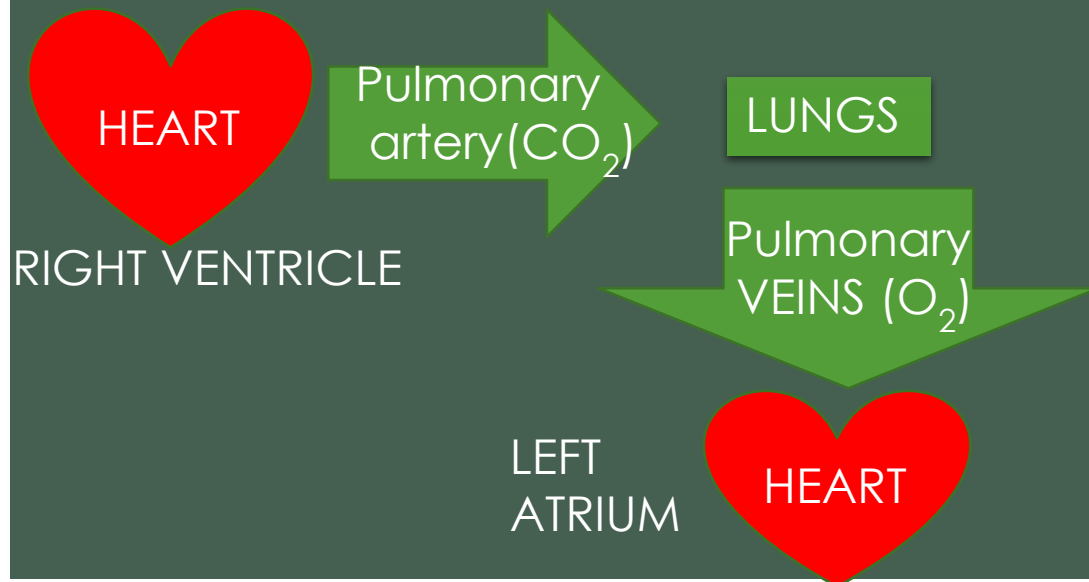 HEART
Pulmonary
artery(CO₂)
LUNGS
RIGHT VENTRICLE
Pulmonary
VEINS (O₂)
LEFT
ATRIUM
HEART